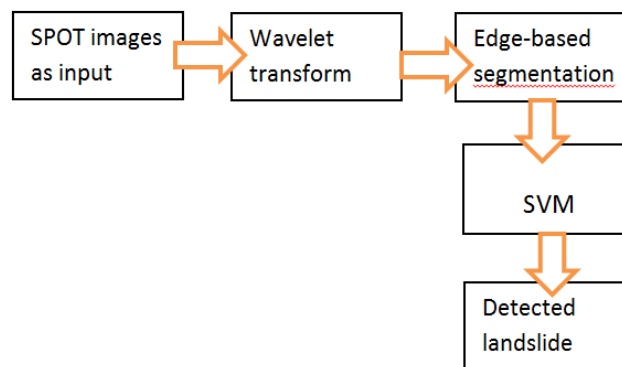 SPOT images
as input
Wavelet
transform
Edge-based
segmentation
SVM
Detected
landslide